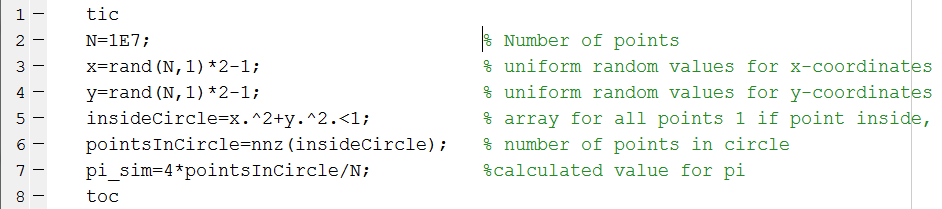 1 − tic
2 − N=1E7; % Number of points
3 − x=rand(N,1)*2-1; % uniform random values for x-coordinates
4 − y=rand(N,1)*2-1; % uniform random values for y-coordinates
5 − insideCircle=x.^2+y.^2.<1; % array for all points 1 if point inside,
6 − pointsInCircle=nnz(insideCircle); % number of points in circle
7 − pi_sim=4*pointsInCircle/N; %calculated value for pi
8 − toc